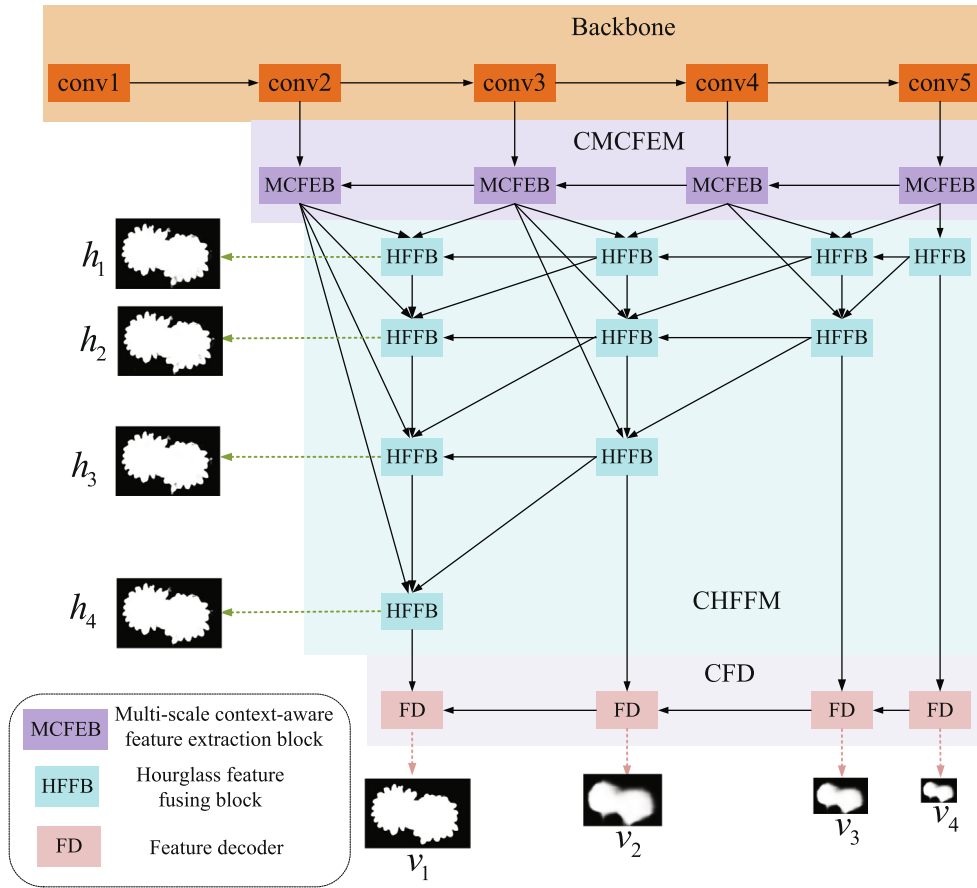 Backbone
conv1 conv2 conv3 conv4 conv5
CMCFEM
MCFEB MCFEB MCFEB MCFEB
h1 HFFB HFFB HFFB HFFB
h2 HFFB HFFB HFFB
h3 HFFB HFFB
h4 HFFB CHFFM
CFD
FD FD FD FD
MCFEB Multi-scale context-aware
feature extraction block
HFFB Hourglass feature
fusing block
FD Feature decoder
v1 v2 v3 v4